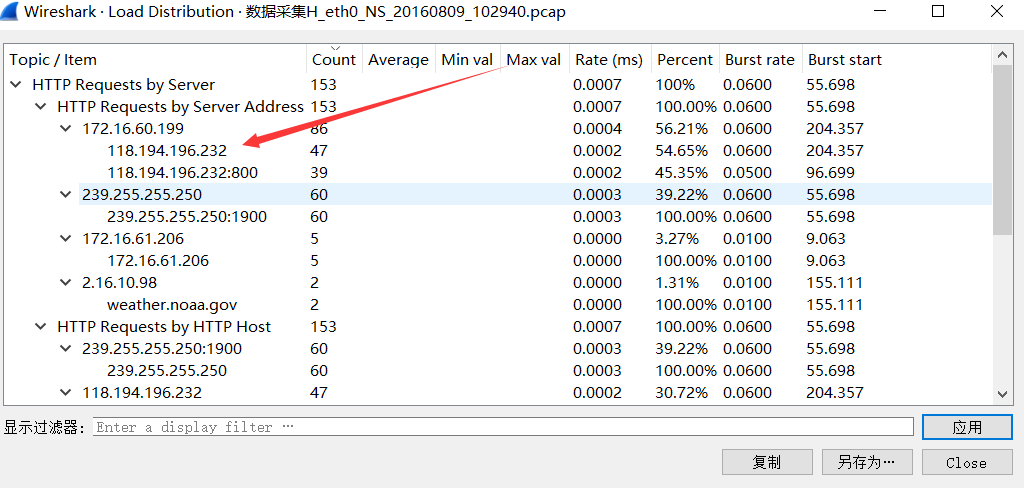 Wireshark · Load Distribution · 数据采集H_eth0_NS_20160809_102940.pcap
Topic / Item Count Average Min val Max val Rate (ms) Percent Burst rate Burst start
HTTP Requests by Server 153 0.0007 100% 0.0600 55.698
HTTP Requests by Server Address 153 0.0007 100.00% 0.0600 55.698
172.16.60.199 86 0.0004 56.21% 0.0600 204.357
118.194.196.232 47 0.0002 54.65% 0.0600 204.357
118.194.196.232:800 39 0.0002 45.35% 0.0500 96.699
239.255.255.250 60 0.0003 39.22% 0.0600 55.698
239.255.255.250:1900 60 0.0003 100.00% 0.0600 55.698
172.16.61.206 5 0.0000 3.27% 0.0100 9.063
172.16.61.206 5 0.0000 100.00% 0.0100 9.063
2.16.10.98 2 0.0000 1.31% 0.0100 155.111
weather.noaa.gov 2 0.0000 100.00% 0.0100 155.111
HTTP Requests by HTTP Host 153 0.0007 100.00% 0.0600 55.698
239.255.255.250:1900 60 0.0003 39.22% 0.0600 55.698
239.255.255.250 60 0.0003 100.00% 0.0600 55.698
118.194.196.232 47 0.0002 30.72% 0.0600 204.357
显示过滤器: Enter a display filter … 应用
复制 另存为… Close